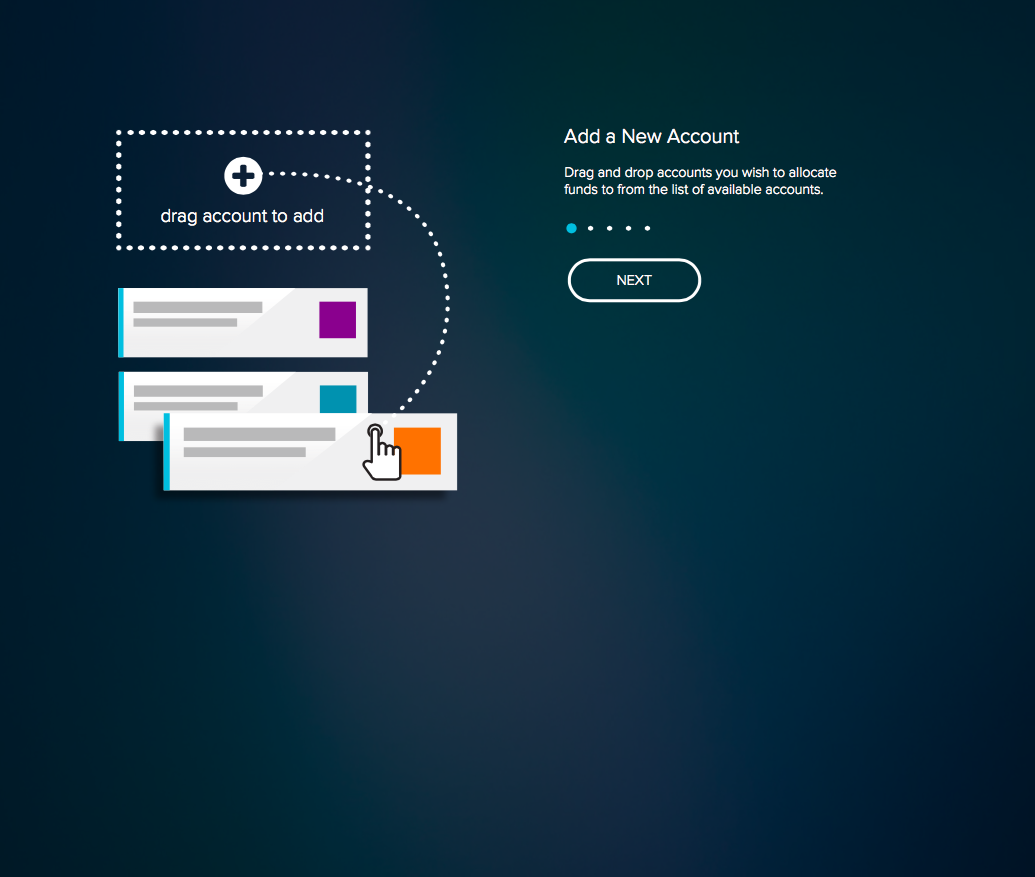 drag account to add
Add a New Account
Drag and drop accounts you wish to allocate
funds to from the list of available accounts.
NEXT